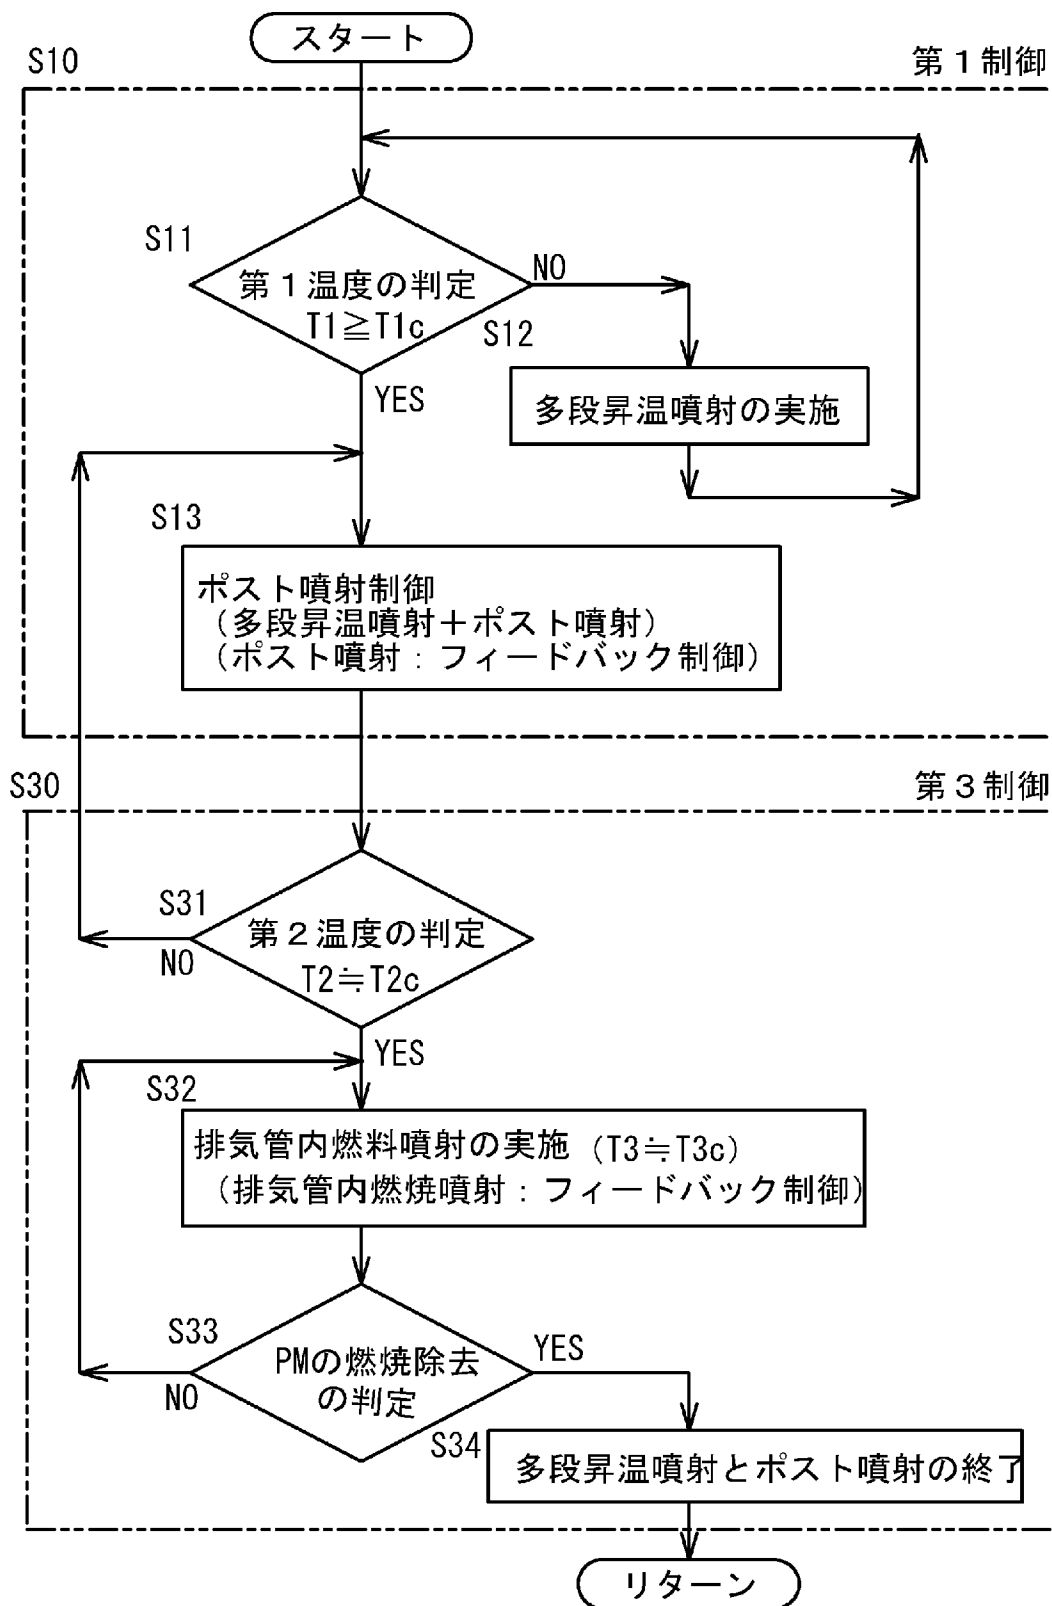 スタート
S10
第1制御
S11
第1温度の判定
T1≧T1c
NO
S12
YES
多段昇温噴射の実施
S13
ポスト噴射制御
（多段昇温噴射＋ポスト噴射）
（ポスト噴射：フィードバック制御）
S30
第3制御
S31
第2温度の判定
T2≒T2c
NO
YES
S32
排気管内燃料噴射の実施（T3≒T3c）
（排気管内燃焼噴射：フィードバック制御）
S33
PMの燃焼除去
の判定
YES
NO
S34
多段昇温噴射とポスト噴射の終了
リターン